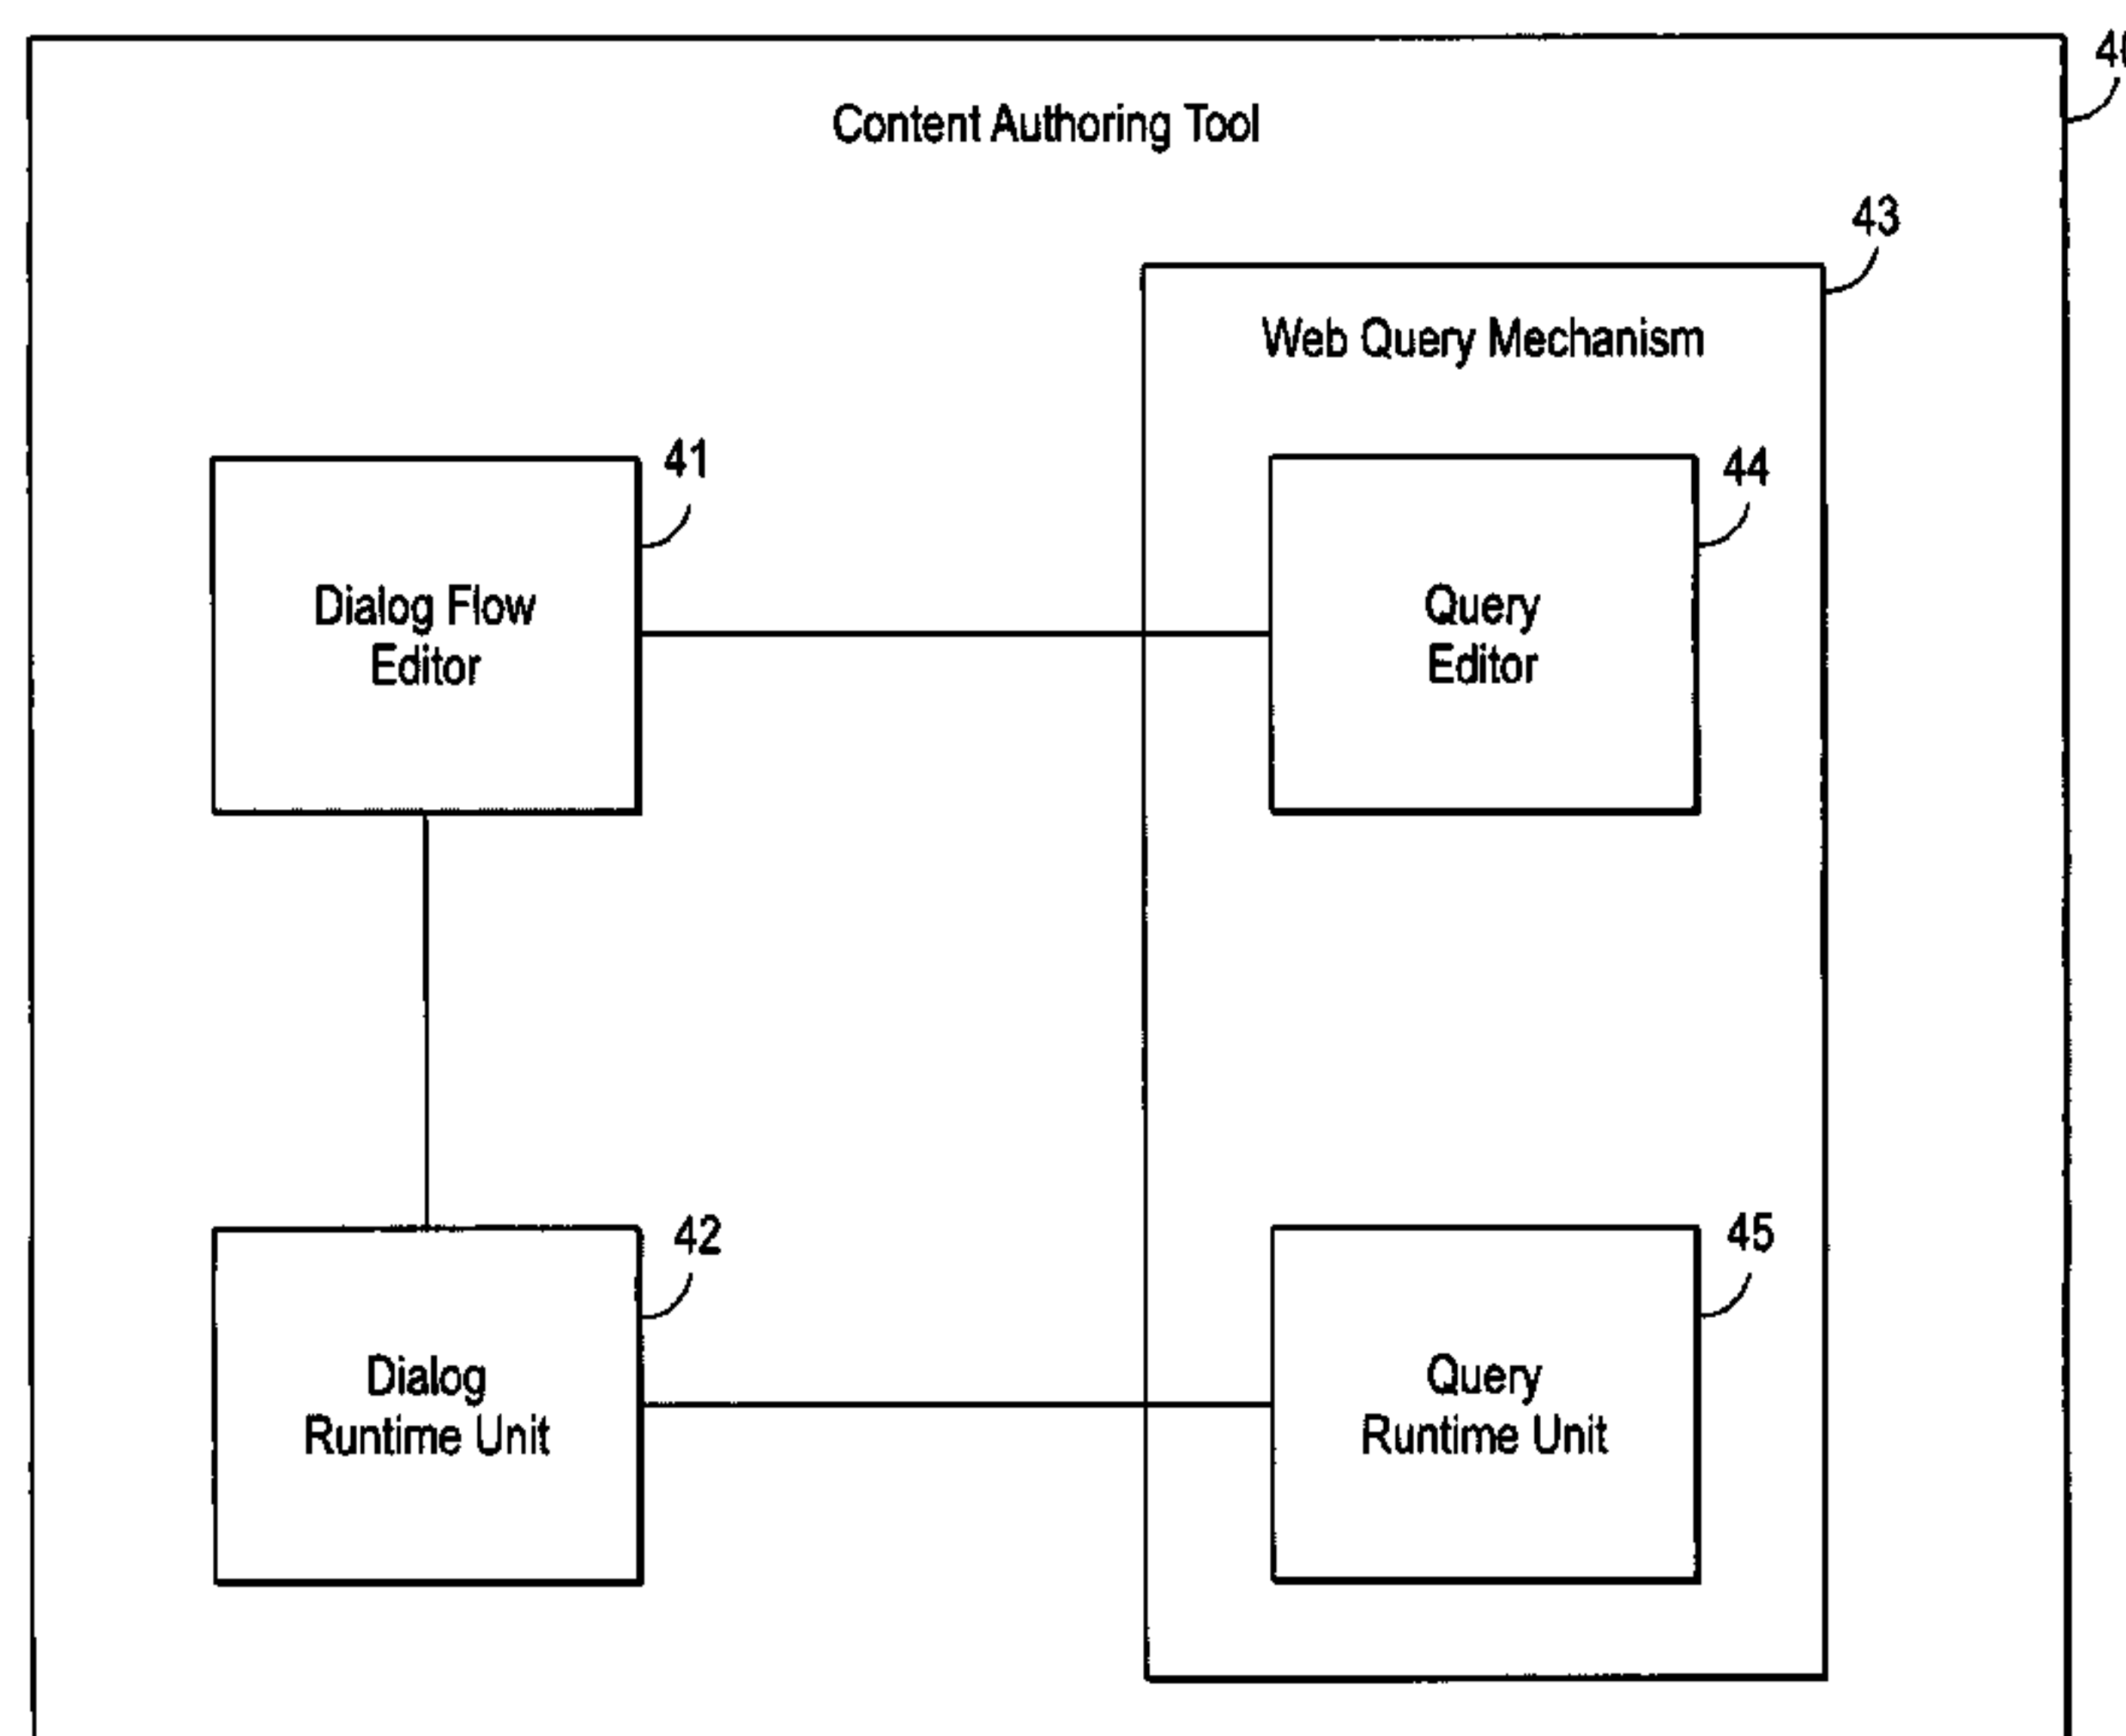 Content Authoring Tool
43
Web Query Mechanism
41
44
Dialog Flow
Editor
Query
Editor
42
45
Dialog
Runtime Unit
Query
Runtime Unit